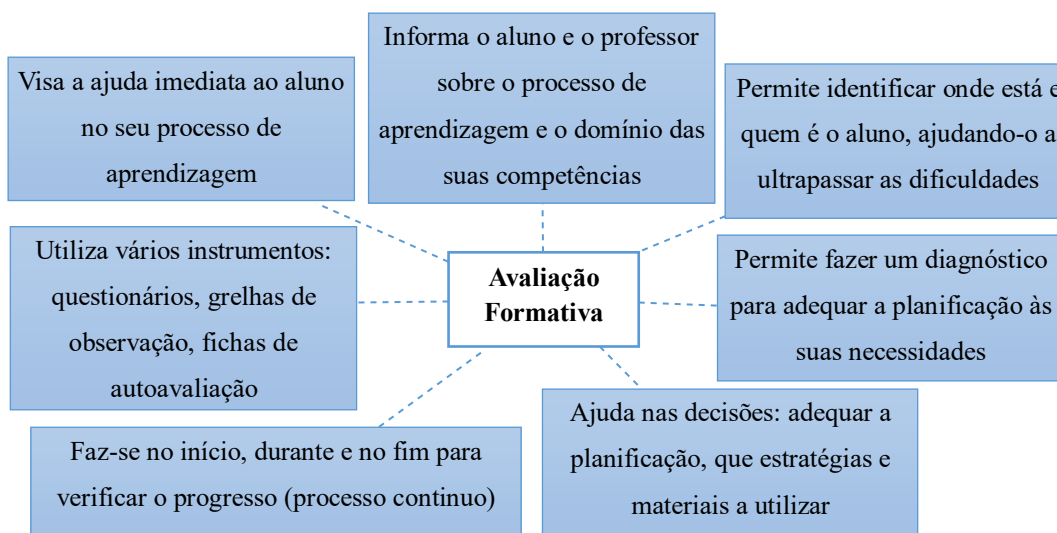 Visa a ajuda imediata ao aluno
no seu processo de
aprendizagem
Informa o aluno e o professor
sobre o processo de
aprendizagem e o domínio das
suas competências
Permite identificar onde está e
quem é o aluno, ajudando-o a
ultrapassar as dificuldades
Utiliza vários instrumentos:
questionários, grelhas de
observação, fichas de
autoavaliação
Avaliação
Formativa
Permite fazer um diagnóstico
para adequar a planificação às
suas necessidades
Faz-se no início, durante e no fim para
verificar o progresso (processo continuo)
Ajuda nas decisões: adequar a
planificação, que estratégias e
materiais a utilizar